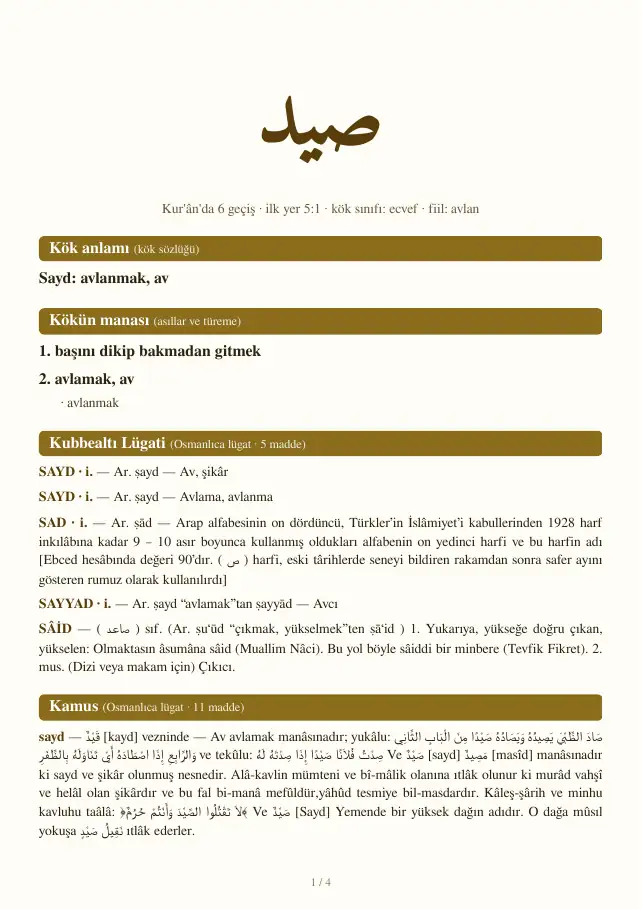 صيد
Kur'ân'da 6 geçiş · ilk yer 5:1 · kök sınıfı: ecvef · fiil: avlan
Kök anlamı (kök sözlüğü)
Sayd: avlanmak, av
Kökün manası (asıllar ve türeme)
1. başını dikip bakmadan gitmek
2. avlamak, av
· avlanmak
Kubbealtı Lügati (Osmanlıca lügat · 5 madde)
SAYD · i. — Ar. ṣayd — Av, şikâr
SAYD · i. — Ar. ṣayd — Avlama, avlanma
SAD · i. — Ar. ṣād — Arap alfabesinin on dördüncü, Türkler’in İslâmiyet’i kabullerinden 1928 harf
inkılâbına kadar 9 – 10 asır boyunca kullanmış oldukları alfabenin on yedinci harfi ve bu harfin adı
[Ebced hesâbında değeri 90’dır. ( ص ) harfi, eski târihlerde seneyi bildiren rakamdan sonra safer ayını
gösteren rumuz olarak kullanılırdı]
SAYYAD · i. — Ar. ṣayd “avlamak”tan ṣayyād — Avcı
SÂİD — ( صاعد ) sıf. (Ar. ṣu‘ūd “çıkmak, yükselmek”ten ṣā‘id ) 1. Yukarıya, yükseğe doğru çıkan,
yükselen: Olmaktasın âsumâna sâid (Muallim Nâci). Bu yol böyle sâiddi bir minbere (Tevfik Fikret). 2.
mus. (Dizi veya makam için) Çıkıcı.
Kamus (Osmanlıca lügat · 11 madde)
sayd — قَيْدٌ [kayd] vezninde — Av avlamak manâsınadır; yukâlu: صَادَ الظَّبْيَ يَصِيدُهُ وَيَصَادُهُ صَيْدًا مِنَ الْبَابِ الثَّانِي
وَالرَّابِعِ إِذَا اصْطَادَهُ أَيْ تَنَاوَلَهُ بِالظَّفَرِ ve tekûlu: صِدْتُ فُلاَنًا صَيْدًا إِذَا صِدْتَهُ لَهُ Ve صَيْدٌ [sayd] مَصِيدٌ [masîd] manâsınadır
ki sayd ve şikâr olunmuş nesnedir. Alâ-kavlin mümteni ve bî-mâlik olanına ıtlâk olunur ki murâd vahşî
ve helâl olan şikârdır ve bu fal bi-manâ mefûldür,yâhûd tesmiye bil-masdardır. Kâleş-şârih ve minhu
kavluhu taâlâ: ﴿لاَ تَقْتُلُوا الصَّيْدَ وَأَنْتُمْ حُرُمٌ﴾ Ve صَيْدٌ [Sayd] Yemende bir yüksek dağın adıdır. O dağa mûsıl
yokuşa نَقِيلُ صَيْدٍ ıtlâk ederler.
1 / 4